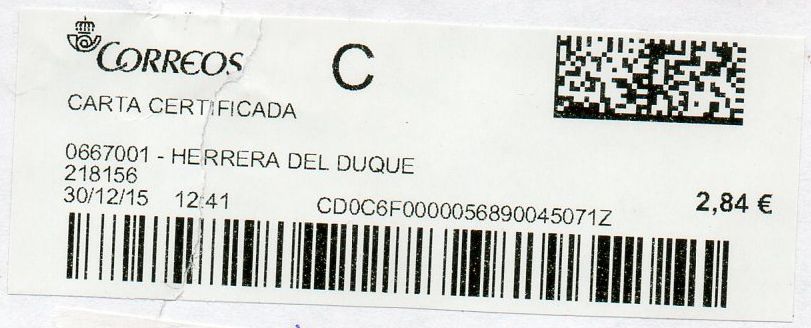 CORREOS
C
CARTA CERTIFICADA
0667001 - HERRERA DEL DUQUE
218156
30/12/15 12:41 CD0C6F0000056890045071Z 2,84 €